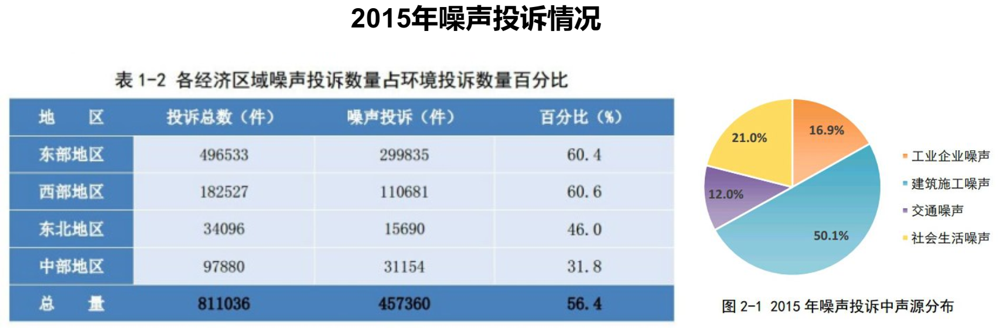 2015年噪声投诉情况
表 1-2 各经济区域噪声投诉数量占环境投诉数量百分比
地 区 投诉总数（件） 噪声投诉（件） 百分比（%）
东部地区 496533 299835 60.4
西部地区 182527 110681 60.6
东北地区 34096 15690 46.0
中部地区 97880 31154 31.8
总 量 811036 457360 56.4
21.0%
16.9%
12.0%
50.1%
工业企业噪声
建筑施工噪声
交通噪声
社会生活噪声
图 2-1 2015 年噪声投诉中声源分布